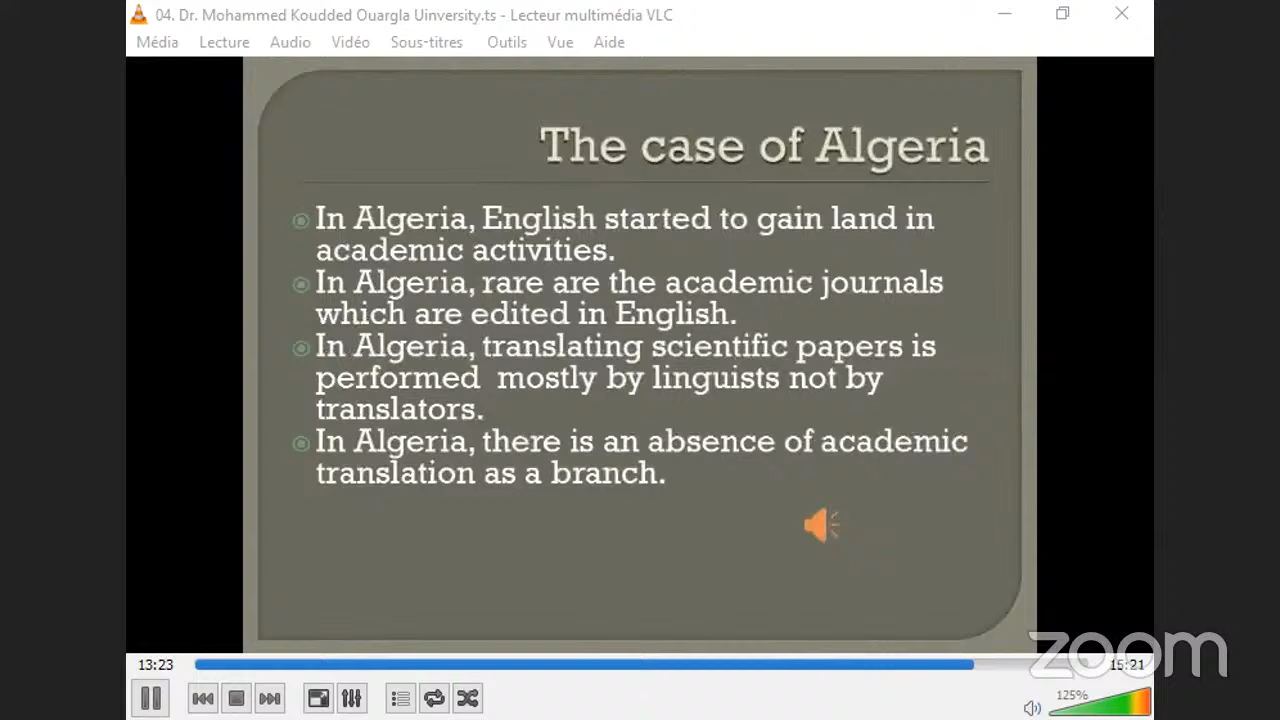 04. Dr. Mohammed Koudded Ouargla Uinversity.ts - Lecteur multimédia VLC
Média Lecture Audio Vidéo Sous-titres Outils Vue Aide
The case of Algeria
In Algeria, English started to gain land in
academic activities.
In Algeria, rare are the academic journals
which are edited in English.
In Algeria, translating scientific papers is
performed mostly by linguists not by
translators.
In Algeria, there is an absence of academic
translation as a branch.
zoom
13:23 15:21
125%